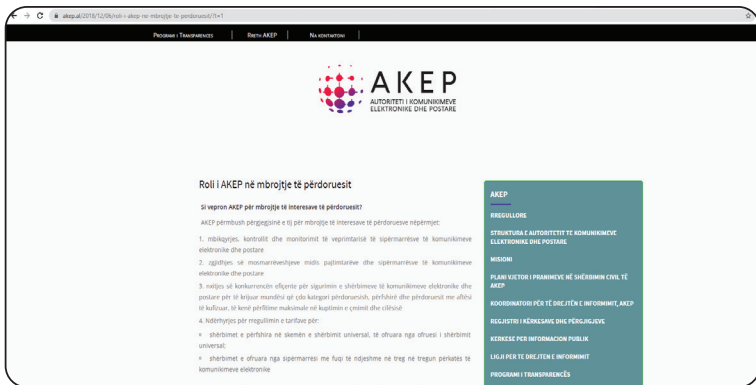 akep.al/2018/12/06/roli-i-akep-ne-mbrojtje-te-perdoruesit/?t=1
PROGRAMI I TRANSPARENCES
RRETH AKEP
NA KONTAKTONI
AKEP
AUTORITETI I KOMUNIKIMEVE
ELEKTRONIKE DHE POSTARE
Roli i AKEP në mbrojtje të përdoruesit
Si vepron AKEP për mbrojtje të interesave të përdoruesit?
AKEP përmbush përgjegjësinë e tij për mbrojtje të interesave të përdoruesve nëpërmjet:
1. mbikqyrjes, kontrollit dhe monitorimit të veprimtarisë të sipërmarrësve të komunikimeve
elektronike dhe postare
2. zgjidhjes së mosmarrëveshjeve midis pajtimtarëve dhe sipërmarrësve të komunikimeve
elektronike dhe postare
3. nxitjes së konkurrencën efiçente për sigurimin e shërbimeve të komunikimeve elektronike dhe
postare për të krijuar mundësi që çdo kategori përdoruesish, përfshirë dhe përdoruesit me aftësi
të kufizuar, të kenë përfitime maksimale në kuptimin e çmimit dhe cilësisë
4. Ndërhyrjes për rregullimin e tarifave për:
shërbimet e përfshira në skemën e shërbimit universal, të ofruara nga ofruesi i shërbimit
universal;
shërbimet e ofruara nga sipërmarrësi me fuqi të ndjeshme në treg në tregun përkatës të
komunikimeve elektronike
AKEP
RREGULLORE
STRUKTURA E AUTORITETIT TE KOMUNIKIMEVE
ELEKTRONIKE DHE POSTARE
MISIONI
PLANI VJETOR I PRANIMEVE NË SHËRBIMIN CIVIL TË
AKEP
KOORDINATORI PËR TË DREJTËN E INFORMIMIT, AKEP
REGJISTRI I KËRKESAVE DHE PËRGJIGJEVE
KERKESE PER INFORMACION PUBLIK
LIGJI PER TE DREJTEN E INFORMIMIT
PROGRAMI I TRANSPARENCËS